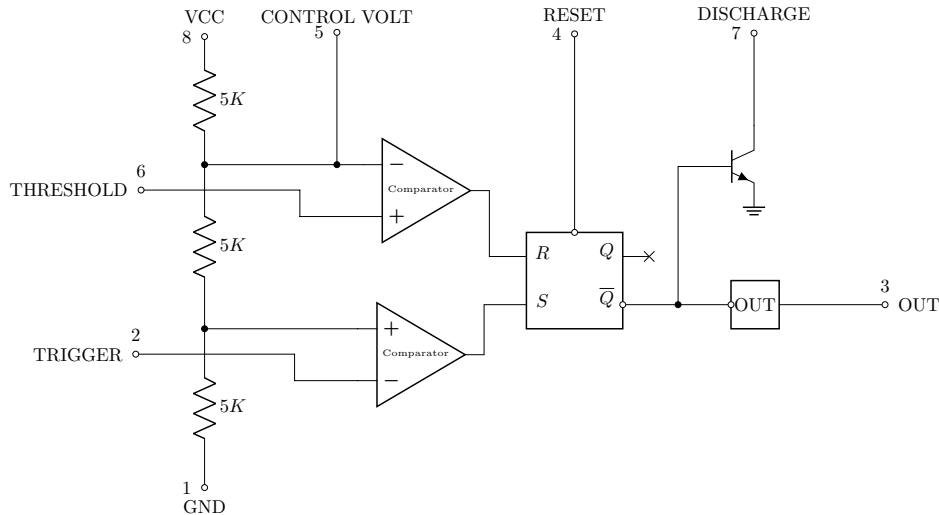 VCC
8
CONTROL VOLT
5
RESET
4
DISCHARGE
7
5K
6
THRESHOLD
−
Comparator
+
5K
R
Q
S
Q̅
OUT
3
OUT
2
TRIGGER
+
Comparator
−
5K
1
GND